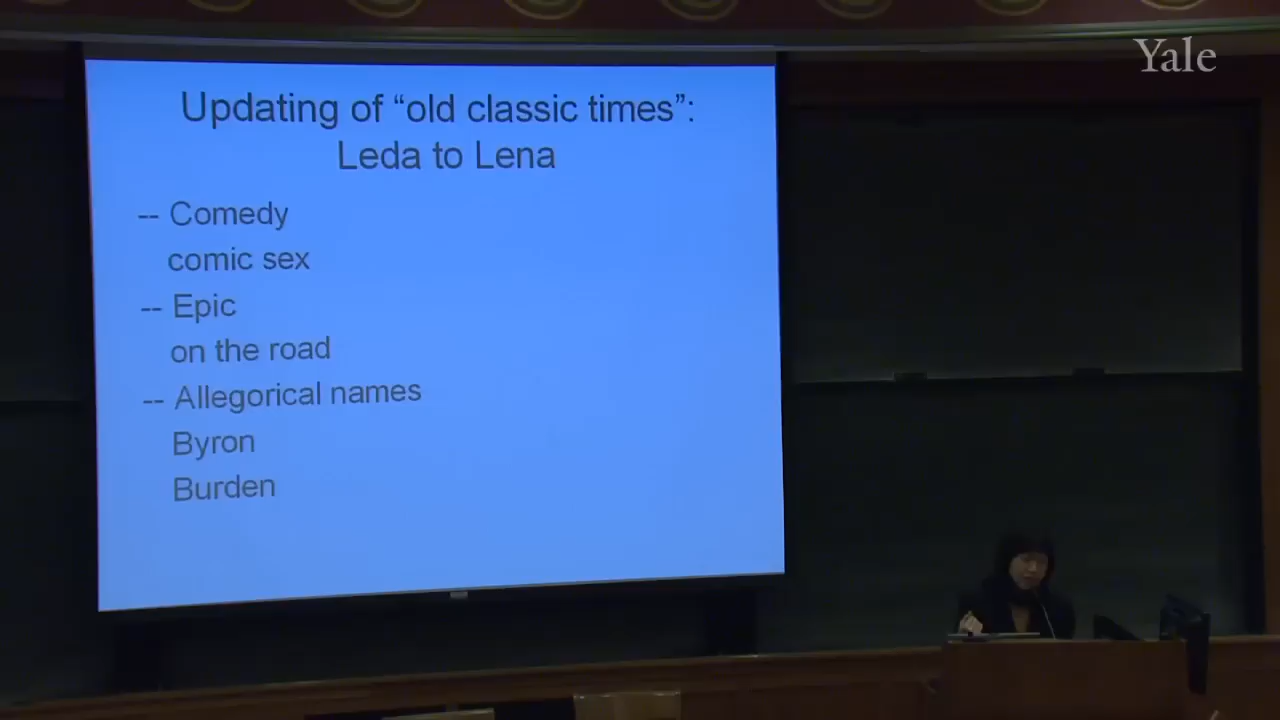 Yale
Updating of “old classic times”:
Leda to Lena
-- Comedy
comic sex
-- Epic
on the road
-- Allegorical names
Byron
Burden